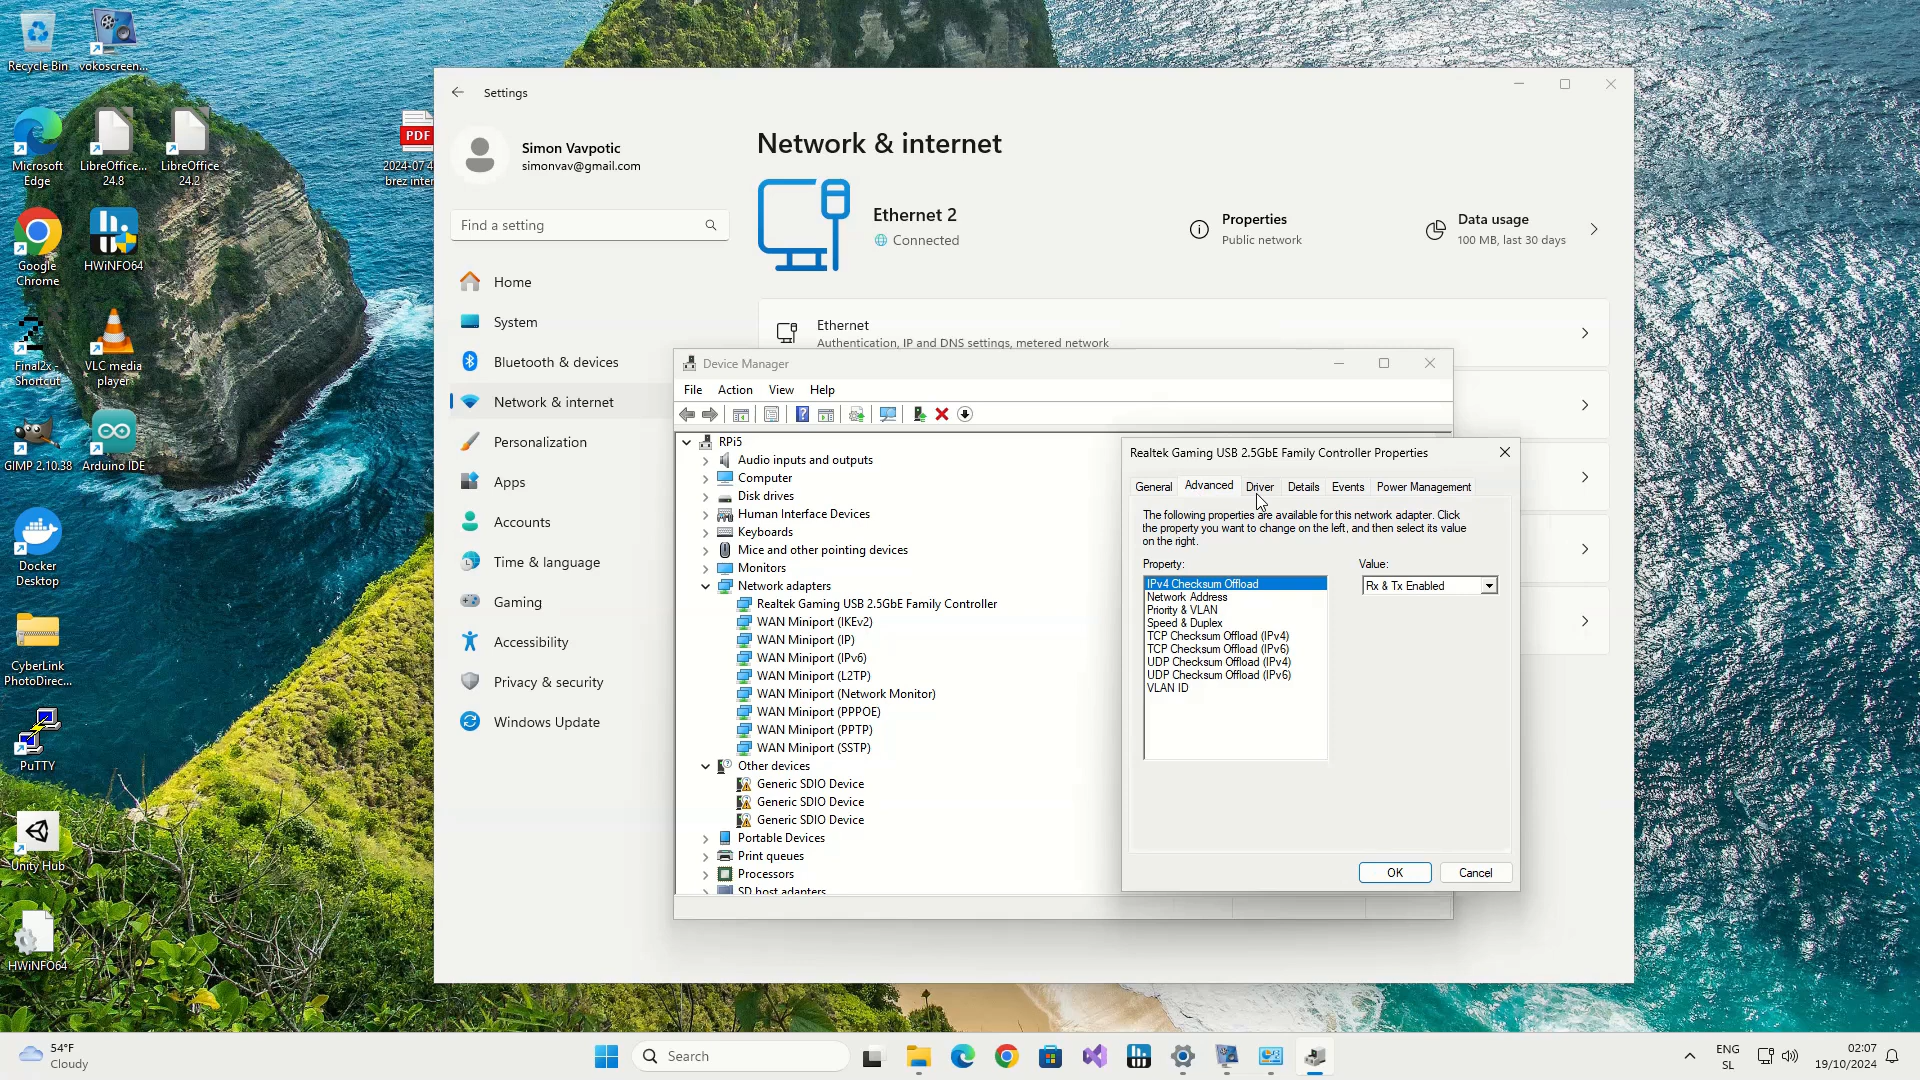 Recycle Bin
vokoscreen...
Microsoft
Edge
LibreOffice...
24.8
LibreOffice
24.2
PDF
2024-07 4
brez inter
Google
Chrome
HWiNFO64
Final2x -
Shortcut
VLC media
player
GIMP 2.10.38
Arduino IDE
Docker
Desktop
CyberLink
PhotoDirec...
PuTTY
Unity Hub
HWiNFO64
Settings
Simon Vavpotic
simonvav@gmail.com
Find a setting
Home
System
Bluetooth & devices
Network & internet
Personalization
Apps
Accounts
Time & language
Gaming
Accessibility
Privacy & security
Windows Update
Network & internet
Ethernet 2
Connected
Properties
Public network
Data usage
100 MB, last 30 days
Ethernet
Authentication, IP and DNS settings, metered network
Device Manager
File Action View Help
RPi5
Audio inputs and outputs
Computer
Disk drives
Human Interface Devices
Keyboards
Mice and other pointing devices
Monitors
Network adapters
Realtek Gaming USB 2.5GbE Family Controller
WAN Miniport (IKEv2)
WAN Miniport (IP)
WAN Miniport (IPv6)
WAN Miniport (L2TP)
WAN Miniport (Network Monitor)
WAN Miniport (PPPOE)
WAN Miniport (PPTP)
WAN Miniport (SSTP)
Other devices
Generic SDIO Device
Generic SDIO Device
Generic SDIO Device
Portable Devices
Print queues
Processors
SD host adapters
Realtek Gaming USB 2.5GbE Family Controller Properties
General Advanced Driver Details Events Power Management
The following properties are available for this network adapter. Click
the property you want to change on the left, and then select its value
on the right.
Property:
Value:
IPv4 Checksum Offload
Network Address
Priority & VLAN
Speed & Duplex
TCP Checksum Offload (IPv4)
TCP Checksum Offload (IPv6)
UDP Checksum Offload (IPv4)
UDP Checksum Offload (IPv6)
VLAN ID
Rx & Tx Enabled
OK
Cancel
54°F
Cloudy
Search
ENG
SL
02:07
19/10/2024